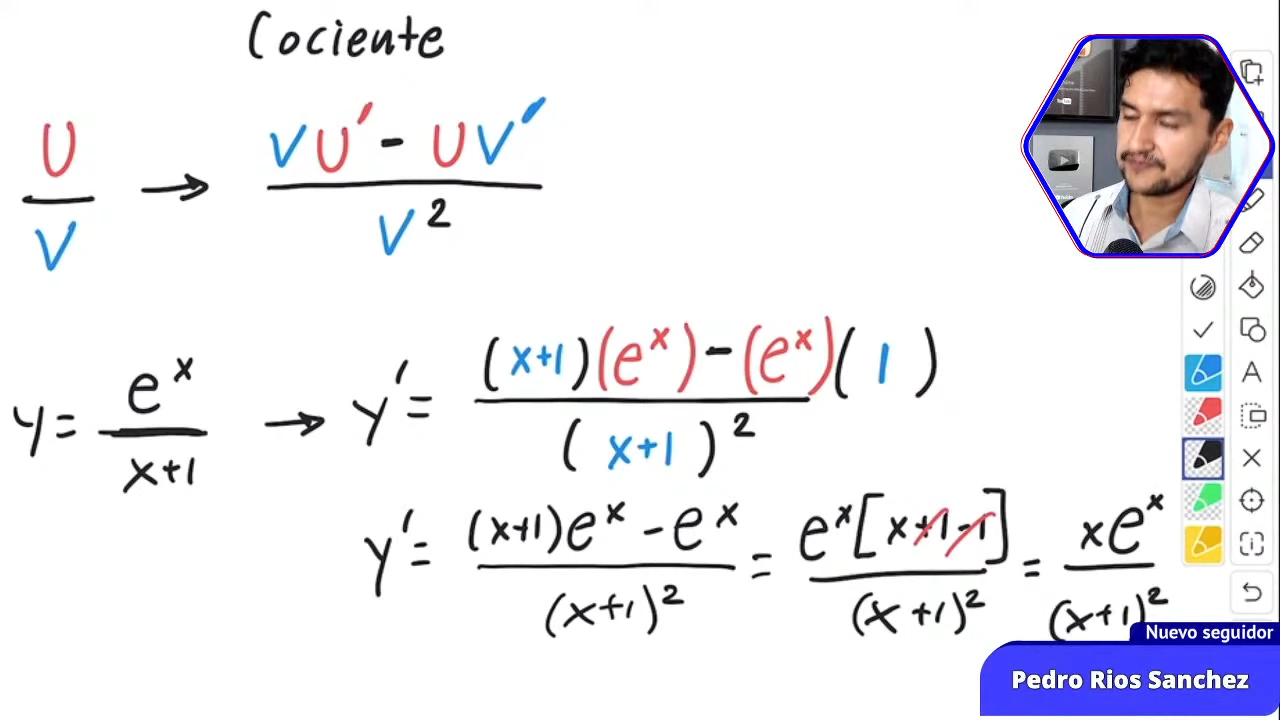 Cociente
U/V → (VU' - UV')/V²
y = e^x/(x+1) → y' = ((x+1)(e^x) - (e^x)(1))/(x+1)²
y' = ((x+1)e^x - e^x)/(x+1)² = e^x[x+1-1]/(x+1)² = xe^x/(x+1)²
Nuevo seguidor
Pedro Rios Sanchez